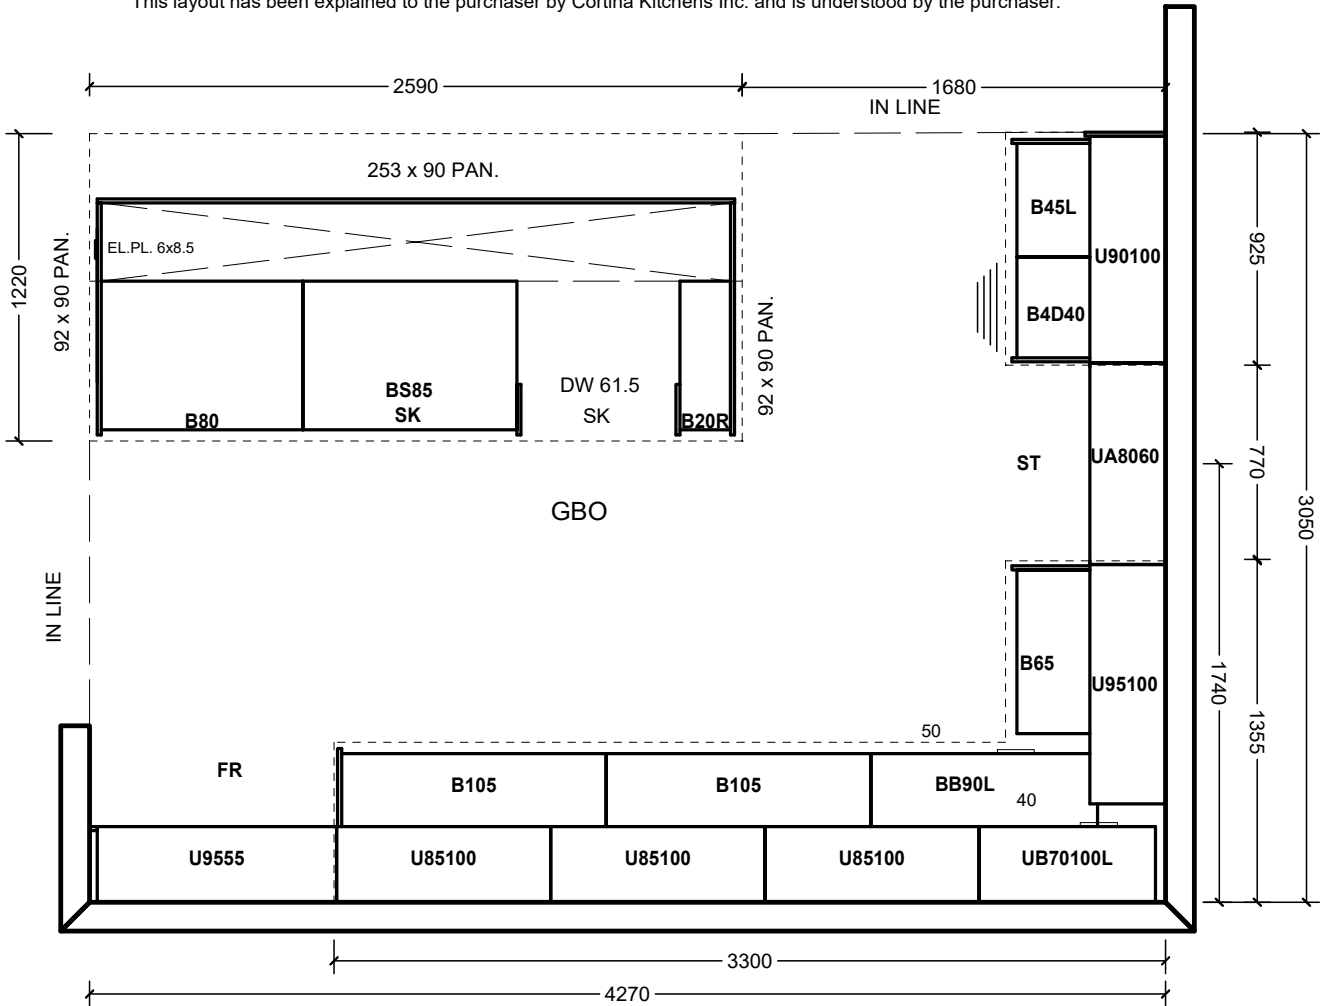 This layout has been explained to the purchaser by Cortina Kitchens Inc. and is understood by the purchaser.
2590
1680
IN LINE
253 x 90 PAN.
B45L
EL.PL. 6x8.5
U90100
925
92 x 90 PAN.
1220
B4D40
92 x 90 PAN.
DW 61.5
SK
BS85
SK
B80
B20R
ST
UA8060
770
3050
GBO
IN LINE
B65
U95100
1740
1355
50
FR
B105
B105
BB90L
40
U9555
U85100
U85100
U85100
UB70100L
3300
4270